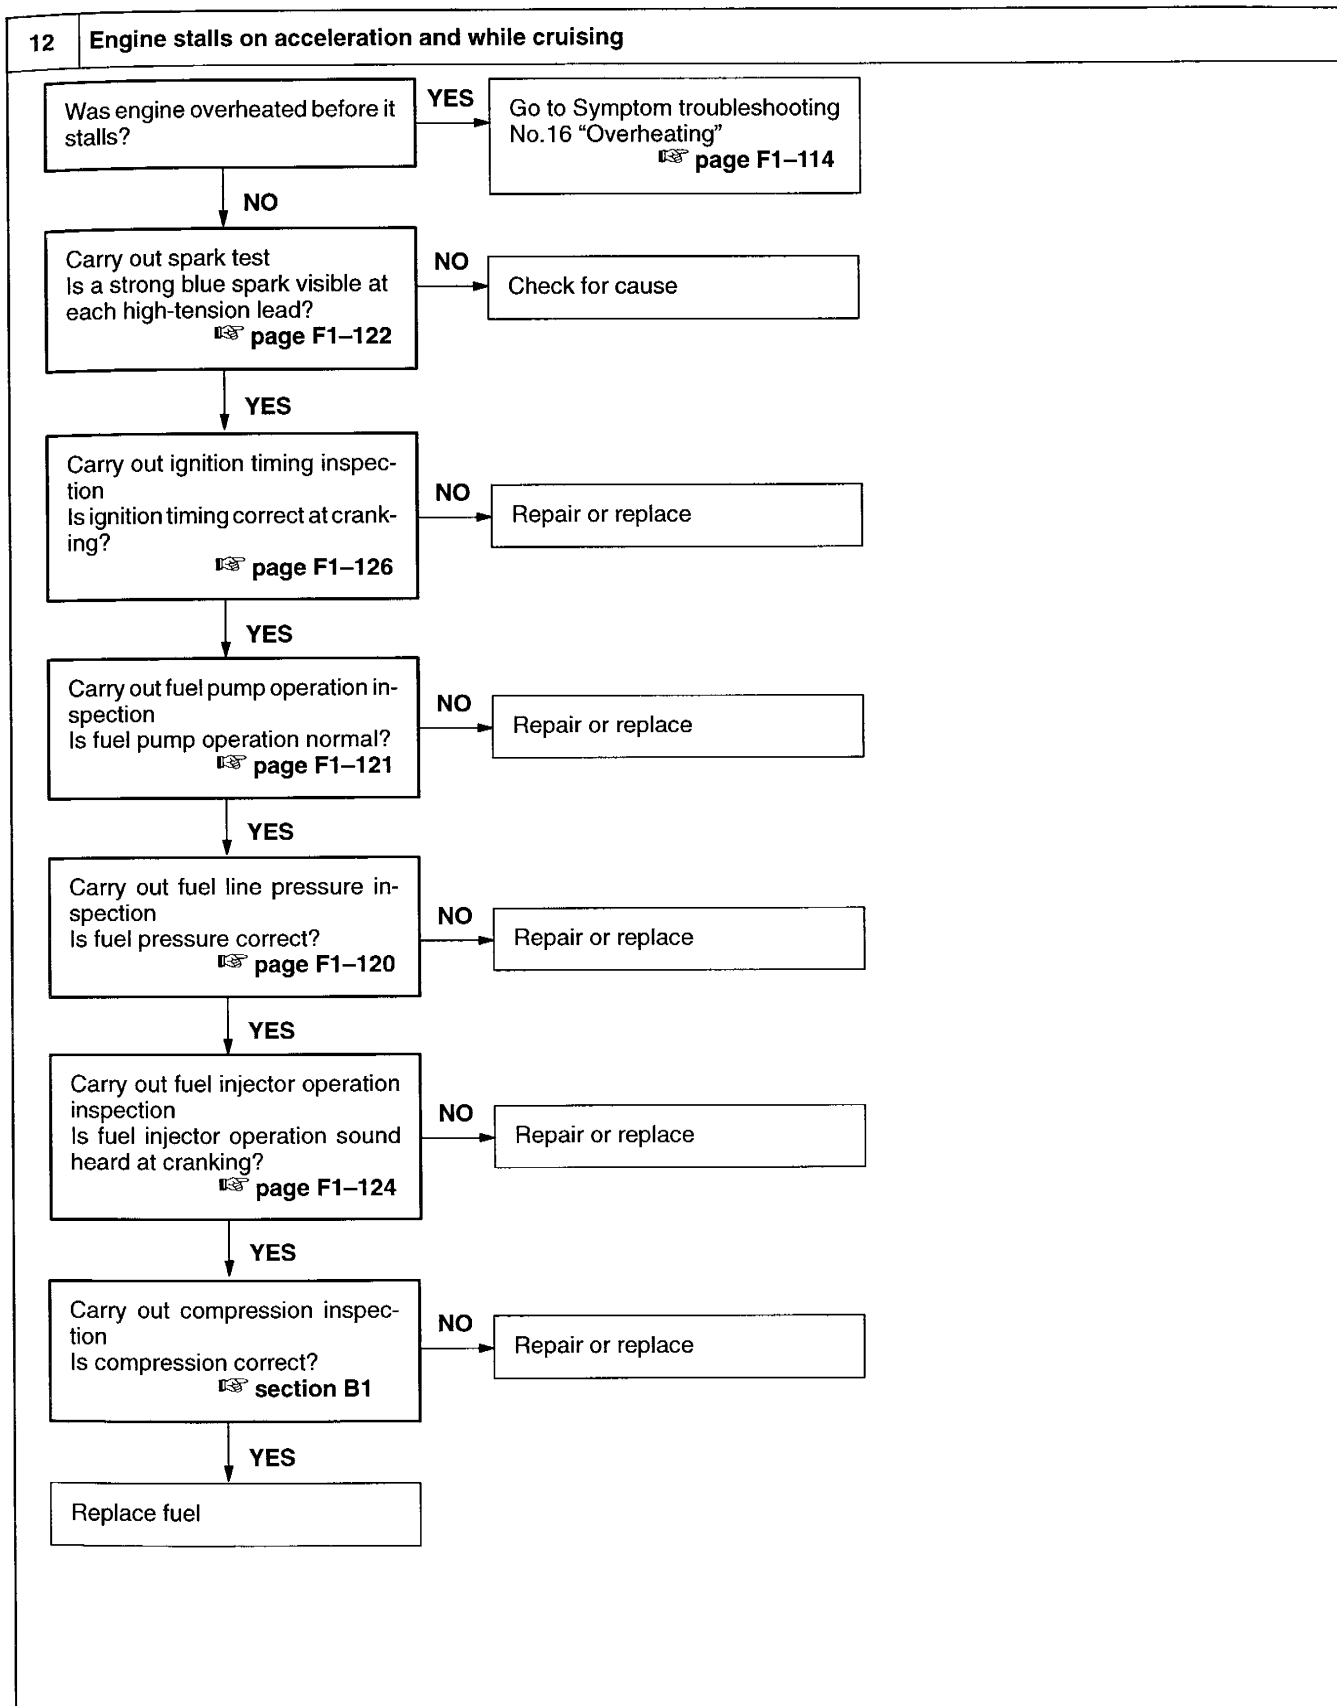 12 Engine stalls on acceleration and while cruising
Was engine overheated before it
stalls?
YES
Go to Symptom troubleshooting
No.16 “Overheating”
☞ page F1–114
NO
Carry out spark test
Is a strong blue spark visible at
each high-tension lead?
☞ page F1–122
NO
Check for cause
YES
Carry out ignition timing inspec-
tion
Is ignition timing correct at crank-
ing?
☞ page F1–126
NO
Repair or replace
YES
Carry out fuel pump operation in-
spection
Is fuel pump operation normal?
☞ page F1–121
NO
Repair or replace
YES
Carry out fuel line pressure in-
spection
Is fuel pressure correct?
☞ page F1–120
NO
Repair or replace
YES
Carry out fuel injector operation
inspection
Is fuel injector operation sound
heard at cranking?
☞ page F1–124
NO
Repair or replace
YES
Carry out compression inspec-
tion
Is compression correct?
☞ section B1
NO
Repair or replace
YES
Replace fuel